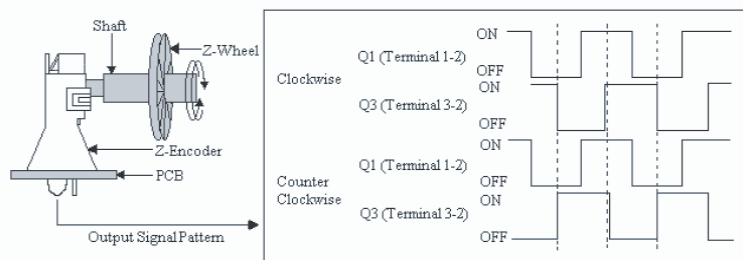 Shaft
Z-Wheel
Z-Encoder
PCB
Output Signal Pattern
Clockwise
Q1 (Terminal 1-2)
ON
OFF
Q3 (Terminal 3-2)
ON
OFF
Counter
Clockwise
Q1 (Terminal 1-2)
ON
OFF
Q3 (Terminal 3-2)
ON
OFF